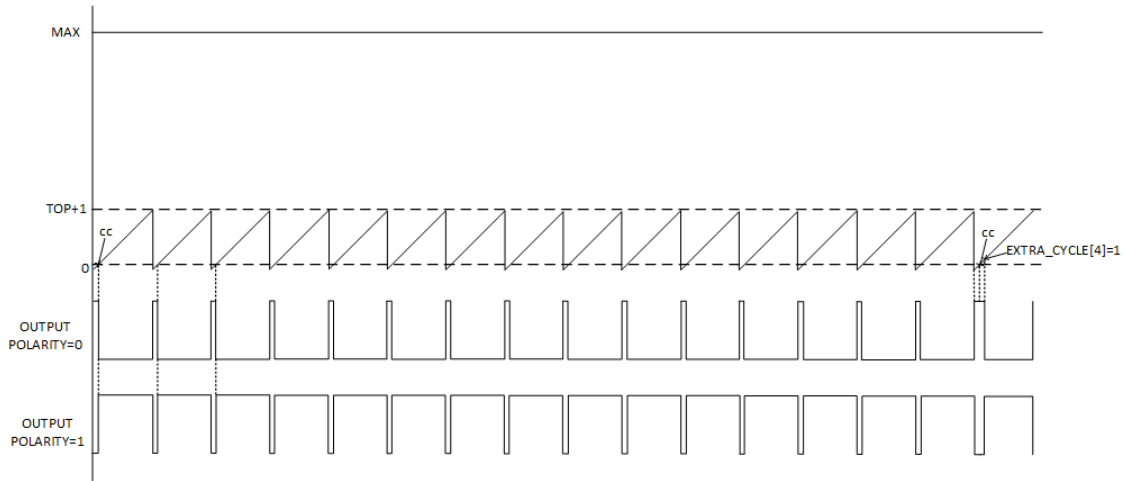 MAX
TOP+1
cc
cc
EXTRA_CYCLE[4]=1
0
OUTPUT
POLARITY=0
OUTPUT
POLARITY=1